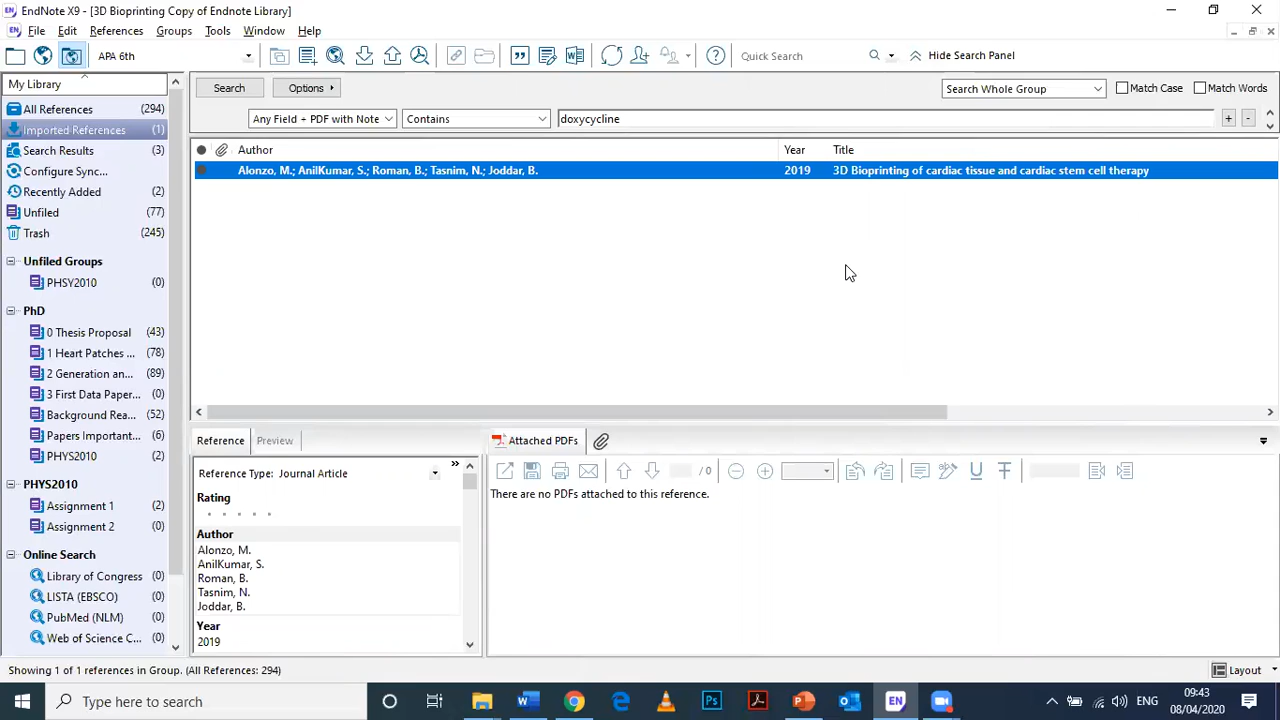 EndNote X9 - [3D Bioprinting Copy of Endnote Library]
File Edit References Groups Tools Window Help
APA 6th
Quick Search
Hide Search Panel
My Library
All References (294)
Imported References (1)
Search Results (3)
Configure Sync...
Recently Added (2)
Unfiled (77)
Trash (245)
Unfiled Groups
PHSY2010 (0)
PhD
0 Thesis Proposal (43)
1 Heart Patches ... (78)
2 Generation an... (89)
3 First Data Paper... (0)
Background Rea... (52)
Papers Important... (6)
PHYS2010 (2)
PHYS2010
Assignment 1 (2)
Assignment 2 (0)
Online Search
Library of Congress (0)
LISTA (EBSCO) (0)
PubMed (NLM) (0)
Web of Science C... (0)
Search Options Search Whole Group Match Case Match Words
Any Field + PDF with Note Contains doxycycline + -
Author Year Title
Alonzo, M.; AnilKumar, S.; Roman, B.; Tasnim, N.; Joddar, B. 2019 3D Bioprinting of cardiac tissue and cardiac stem cell therapy
Reference Preview
Reference Type: Journal Article
Rating
Author
Alonzo, M.
AnilKumar, S.
Roman, B.
Tasnim, N.
Joddar, B.
Year
2019
Attached PDFs
/ 0
There are no PDFs attached to this reference.
Showing 1 of 1 references in Group. (All References: 294)
Layout
Type here to search
ENG
09:43
08/04/2020